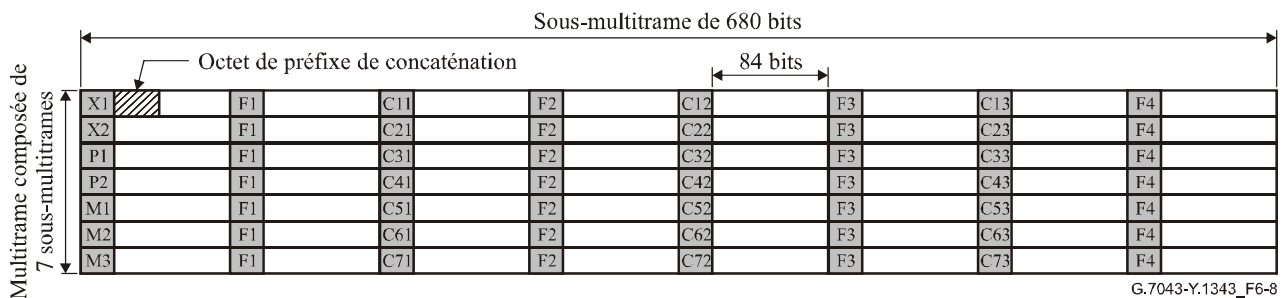 Sous-multitrame de 680 bits
Octet de préfixe de concaténation
84 bits
Multitrame composée de
7 sous-multitrames
X1 F1 C11 F2 C12 F3 C13 F4
X2 F1 C21 F2 C22 F3 C23 F4
P1 F1 C31 F2 C32 F3 C33 F4
P2 F1 C41 F2 C42 F3 C43 F4
M1 F1 C51 F2 C52 F3 C53 F4
M2 F1 C61 F2 C62 F3 C63 F4
M3 F1 C71 F2 C72 F3 C73 F4
G.7043-Y.1343_F6-8